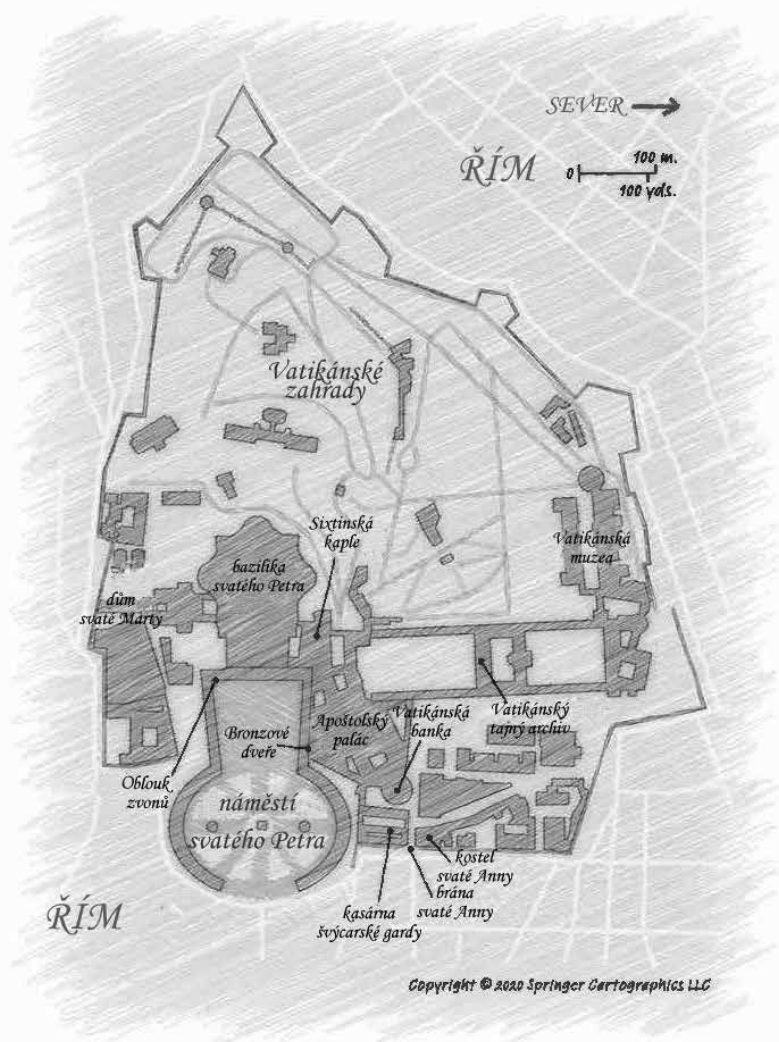 SEVER
ŘÍM
0
100 m.
100 yds.
Vatikánské
zahrady
Sixtinská
kaple
Vatikánská
muzea
bazilika
svatého Petra
dům
svaté Marty
Apoštolský
palác
Vatikánská
banka
Vatikánský
tajný archiv
Bronzové
dveře
Oblouk
zvonů
náměstí
svatého Petra
kostel
svaté Anny
brána
svaté Anny
kasárna
švýcarské gardy
ŘÍM
Copyright © 2020 Springer Cartographics LLC